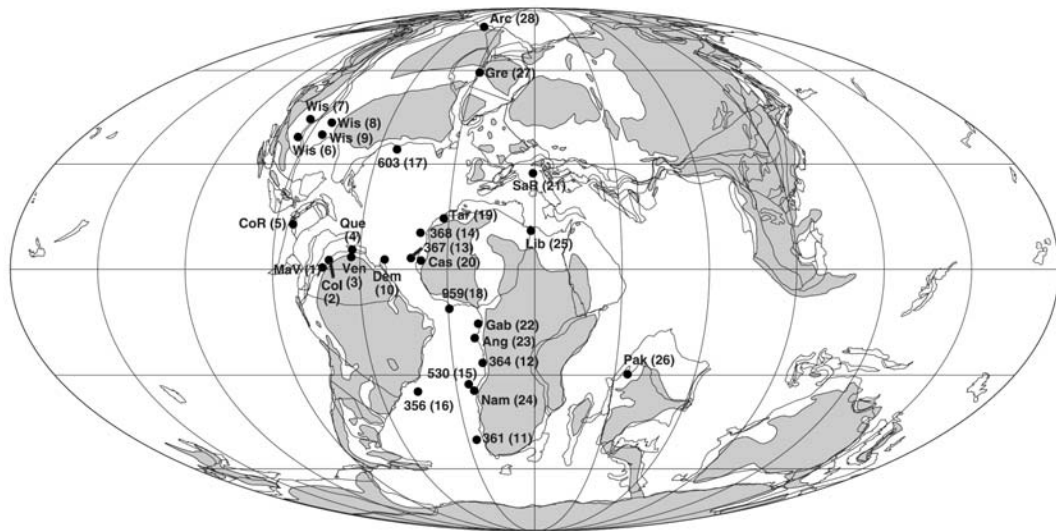 Arc (28)
Gre (27)
Wis (7)
Wis (8)
Wis (9)
Wis (6)
603 (17)
SaR (21)
CoR (5)
Que
(4)
Tar (19)
368 (14)
367 (13)
Lib (25)
Cas (20)
MaV (1)
Col
(2)
Ven
(3)
Dem
(10)
959(18)
Gab (22)
Ang (23)
364 (12)
Pak (26)
530 (15)
356 (16)
Nam (24)
361 (11)